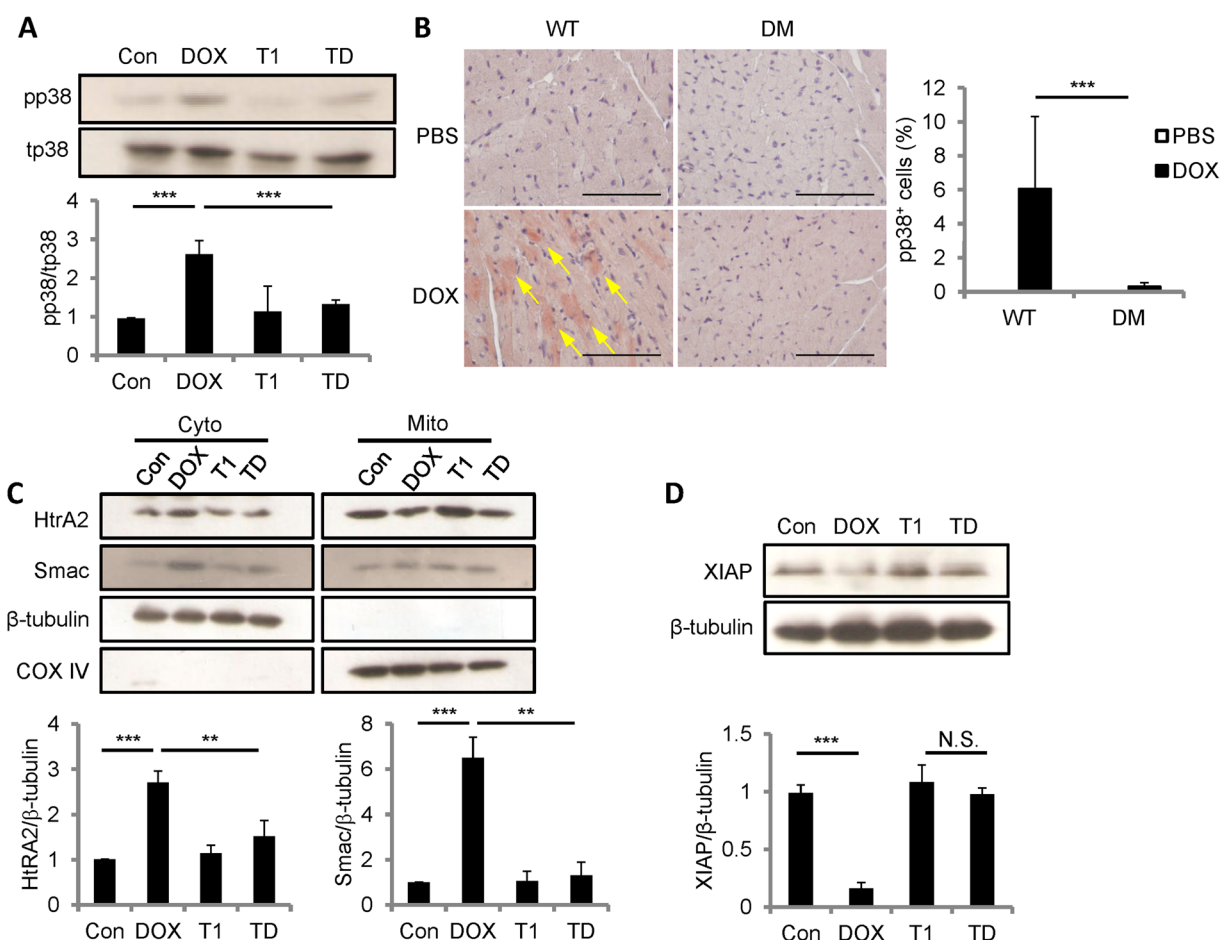 A
Con DOX T1 TD
pp38
tp38
*** ***
4
3
2
1
0
pp38/tp38
Con DOX T1 TD
B
WT DM
PBS
DOX
***
12
10
8
6
4
2
0
pp38+ cells (%)
WT DM
PBS
DOX
C
Cyto Mito
Con DOX T1 TD Con DOX T1 TD
HtrA2
Smac
β-tubulin
COX IV
*** **
4
3
2
1
0
HtRA2/β-tubulin
Con DOX T1 TD
*** **
8
6
4
2
0
Smac/β-tubulin
Con DOX T1 TD
D
Con DOX T1 TD
XIAP
β-tubulin
*** N.S.
1.5
1
0.5
0
XIAP/β-tubulin
Con DOX T1 TD